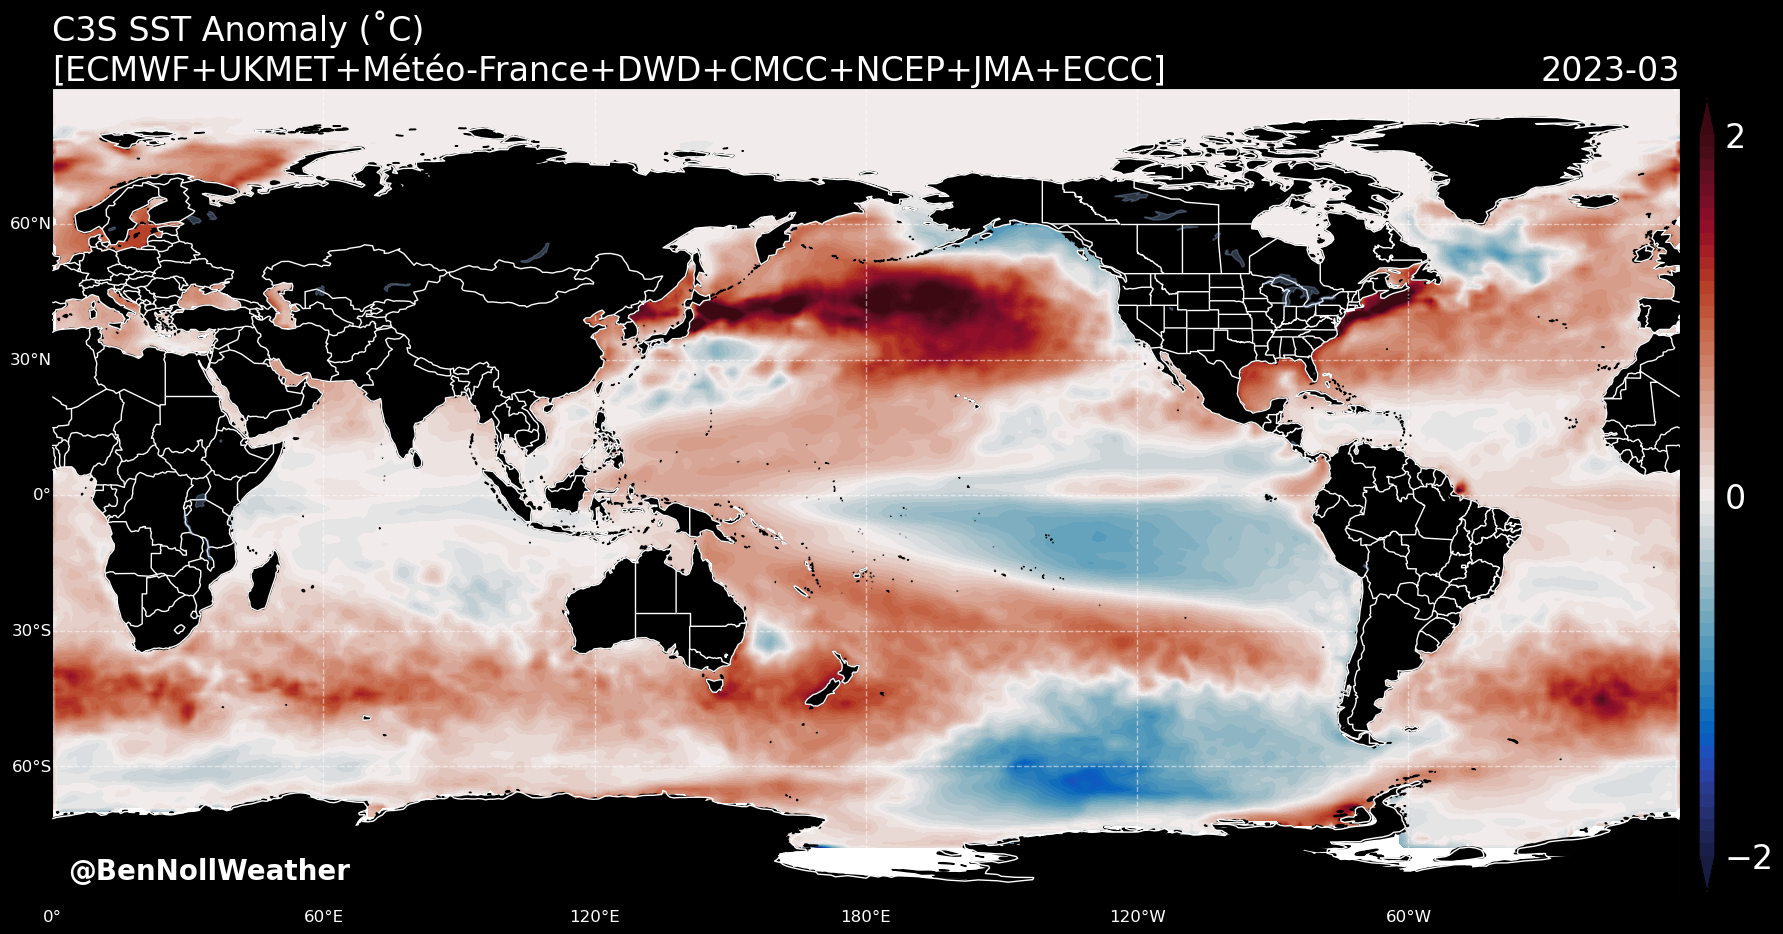 C3S SST Anomaly (˚C)
[ECMWF+UKMET+Météo-France+DWD+CMCC+NCEP+JMA+ECCC]
2023-03
2
60°N
30°N
0°
0
30°S
60°S
−2
@BenNollWeather
0°
60°E
120°E
180°E
120°W
60°W